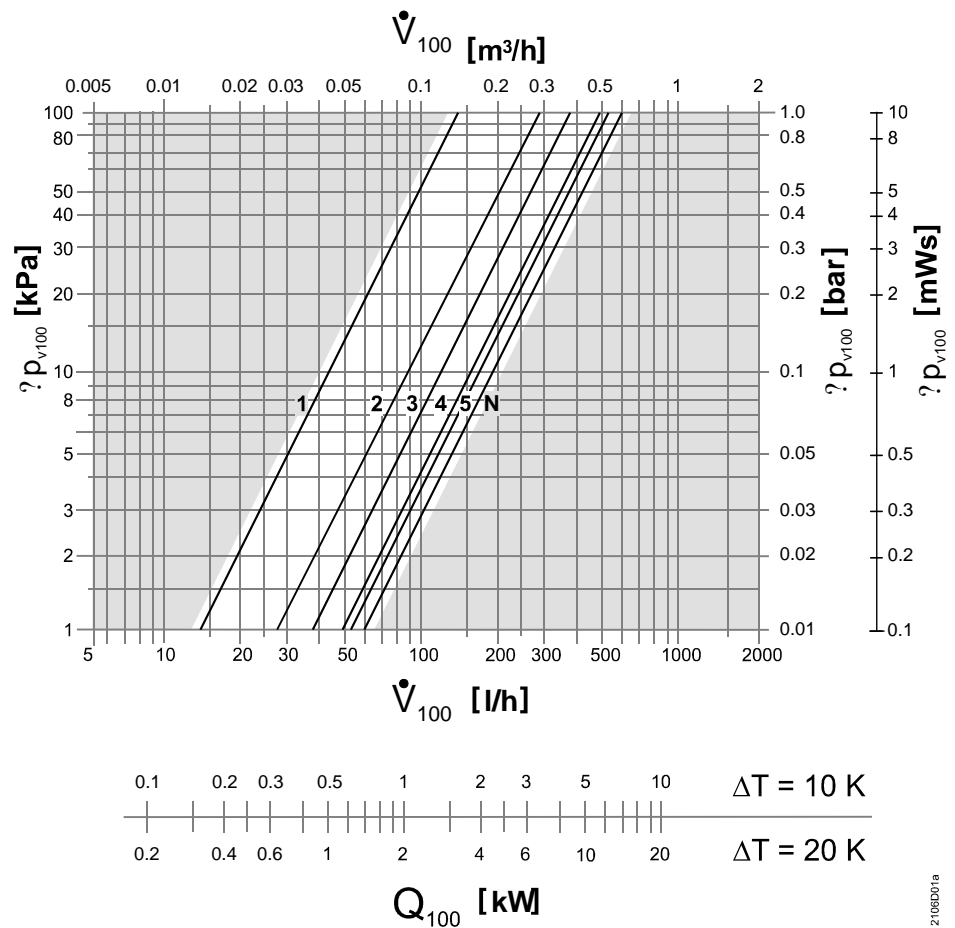 V̇100 [m³/h]
0.005 0.01 0.02 0.03 0.05 0.1 0.2 0.3 0.5 1 2
100 1.0 10
80 0.8 8
50 0.5 5
40 0.4 4
30 0.3 3
20 0.2 2
10 0.1 1
8
5 0.05 0.5
3 0.03 0.3
2 0.02 0.2
1 0.01 0.1
? pv100 [kPa]
? pv100 [bar]
? pv100 [mWs]
1 2 3 4 5 N
5 10 20 30 50 100 200 300 500 1000 2000
V̇100 [l/h]
0.1 0.2 0.3 0.5 1 2 3 5 10 ΔT = 10 K
0.2 0.4 0.6 1 2 4 6 10 20 ΔT = 20 K
Q100 [kW]
2106D01a